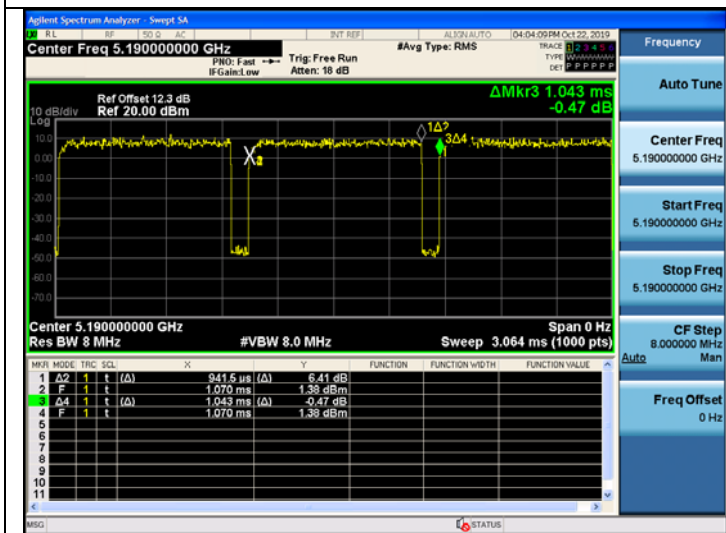 Agilent Spectrum Analyzer - Swept SA
RL RF 50 Ω AC INT REF ALIGN AUTO 04:04:09 PM Oct 22, 2019
Center Freq 5.190000000 GHz #Avg Type: RMS TRACE 1 2 3 4 5 6
PNO: Fast Trig: Free Run TYPE WWWWWW
IFGain:Low Atten: 18 dB DET P P P P P P
ΔMkr3 1.043 ms
Ref Offset 12.3 dB
10 dB/div Ref 20.00 dBm -0.47 dB
Log
10.0
0.00
-10.0
-20.0
-30.0
-40.0
-50.0
-60.0
-70.0
1Δ2
3Δ4
X
Center 5.190000000 GHz Span 0 Hz
Res BW 8 MHz #VBW 8.0 MHz Sweep 3.064 ms (1000 pts)
MKR MODE TRC SCL X Y FUNCTION FUNCTION WIDTH FUNCTION VALUE
1 Δ2 1 t (Δ) 941.5 µs (Δ) 6.41 dB
2 F 1 t 1.070 ms 1.38 dBm
3 Δ4 1 t (Δ) 1.043 ms (Δ) -0.47 dB
4 F 1 t 1.070 ms 1.38 dBm
5
6
7
8
9
10
11
MSG STATUS
Frequency
Auto Tune
Center Freq
5.190000000 GHz
Start Freq
5.190000000 GHz
Stop Freq
5.190000000 GHz
CF Step
8.000000 MHz
Auto Man
Freq Offset
0 Hz